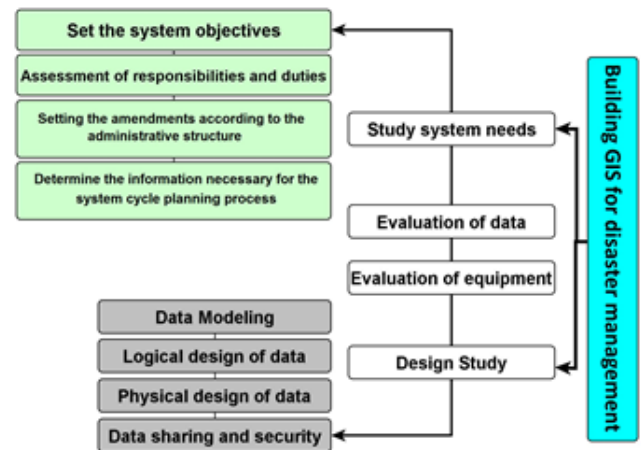 Set the system objectives
Assessment of responsibilities and duties
Setting the amendments according to the
administrative structure
Determine the information necessary for the
system cycle planning process
Study system needs
Evaluation of data
Evaluation of equipment
Design Study
Data Modeling
Logical design of data
Physical design of data
Data sharing and security
Building GIS for disaster management